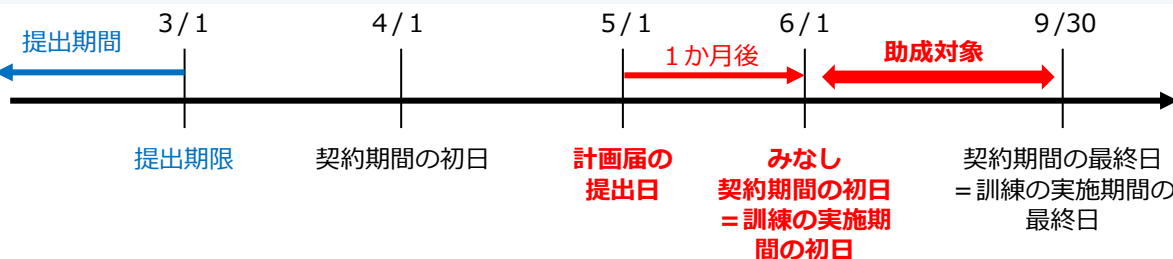 提出期間
3/1
4/1
5/1
6/1
9/30
1か月後
助成対象
提出期限
契約期間の初日
計画届の
提出日
みなし
契約期間の初日
＝訓練の実施期
間の初日
契約期間の最終日
＝訓練の実施期間の
最終日